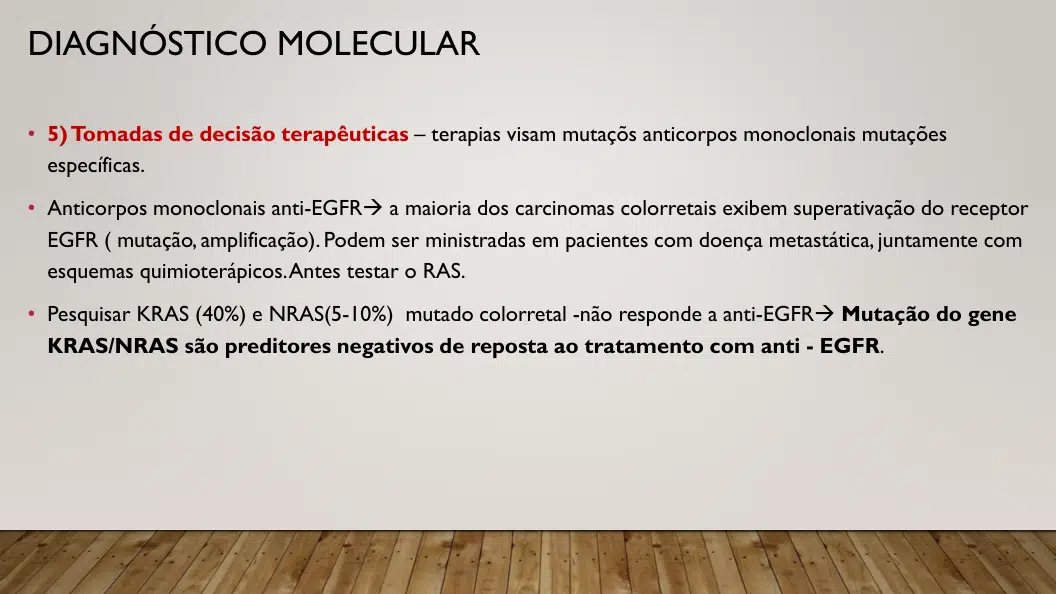 DIAGNÓSTICO MOLECULAR
• 5) Tomadas de decisão terapêuticas – terapias visam mutaçõs anticorpos monoclonais mutações
específicas.
• Anticorpos monoclonais anti-EGFR→ a maioria dos carcinomas colorretais exibem superativação do receptor
EGFR ( mutação, amplificação). Podem ser ministradas em pacientes com doença metastática, juntamente com
esquemas quimioterápicos. Antes testar o RAS.
• Pesquisar KRAS (40%) e NRAS(5-10%)  mutado colorretal -não responde a anti-EGFR→ Mutação do gene
KRAS/NRAS são preditores negativos de reposta ao tratamento com anti - EGFR.